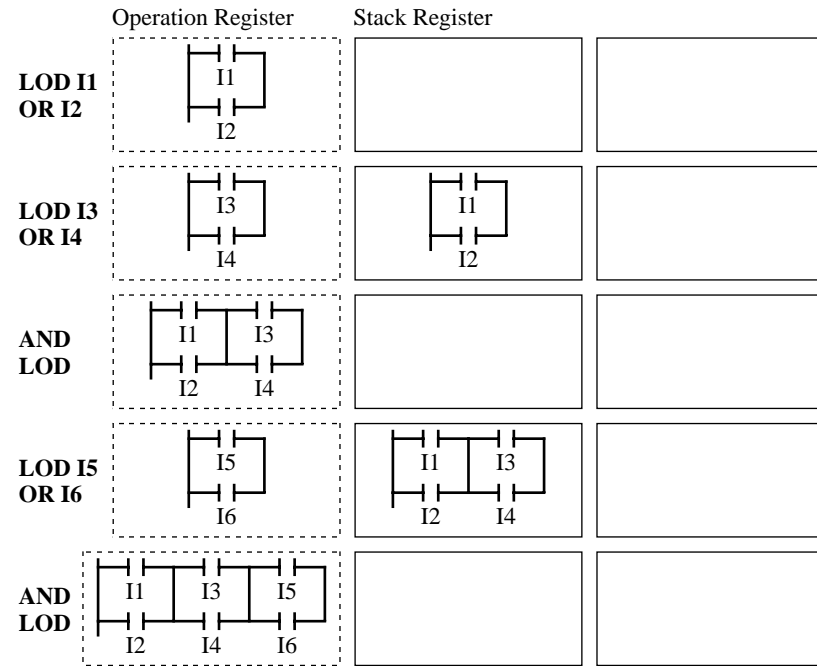 Operation Register Stack Register
LOD I1
OR I2
I1
I2
LOD I3
OR I4
I3
I4
I1
I2
AND
LOD
I1 I3
I2 I4
LOD I5
OR I6
I5
I6
I1 I3
I2 I4
AND
LOD
I1 I3 I5
I2 I4 I6